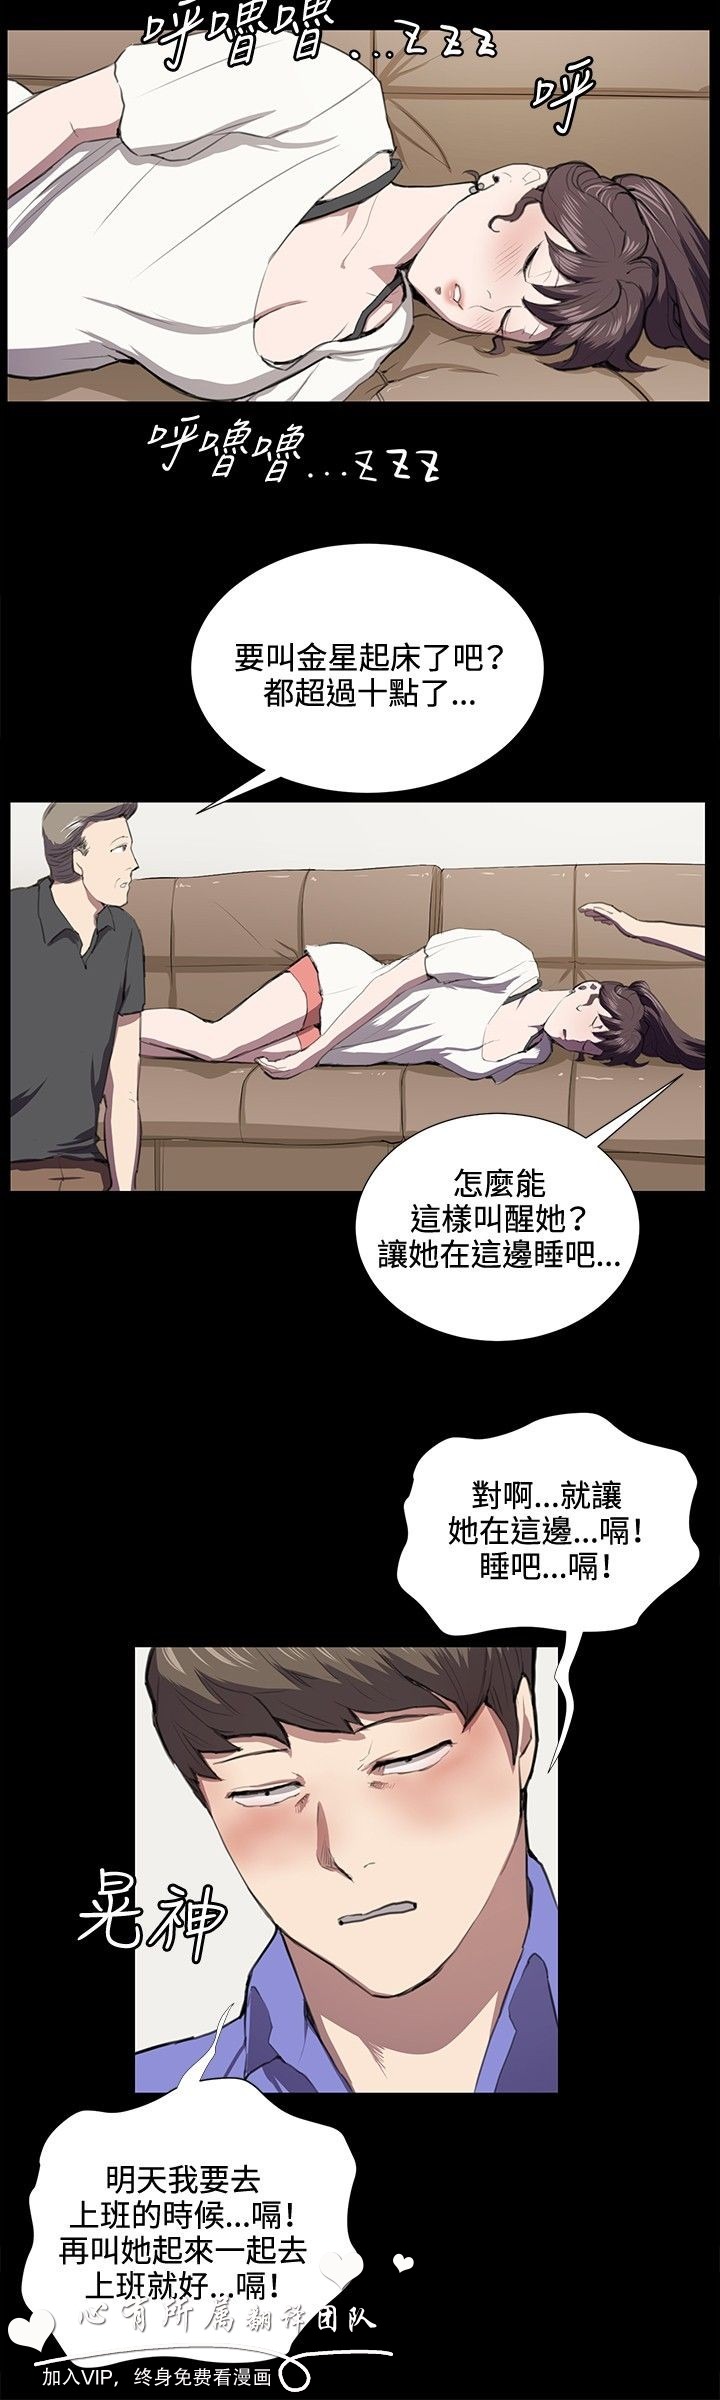 呼嚕嚕...zzz
呼
呼嚕嚕...zzz
要叫金星起床了吧？
都超過十點了...
怎麼能
這樣叫醒她？
讓她在這邊睡吧...
對啊...就讓
她在這邊...嗝！
睡吧...嗝！
晃神
明天我要去
上班的時候...嗝！
再叫她起來一起去
上班就好...嗝！
心有所属翻译团队
加入VIP，终身免费看漫画